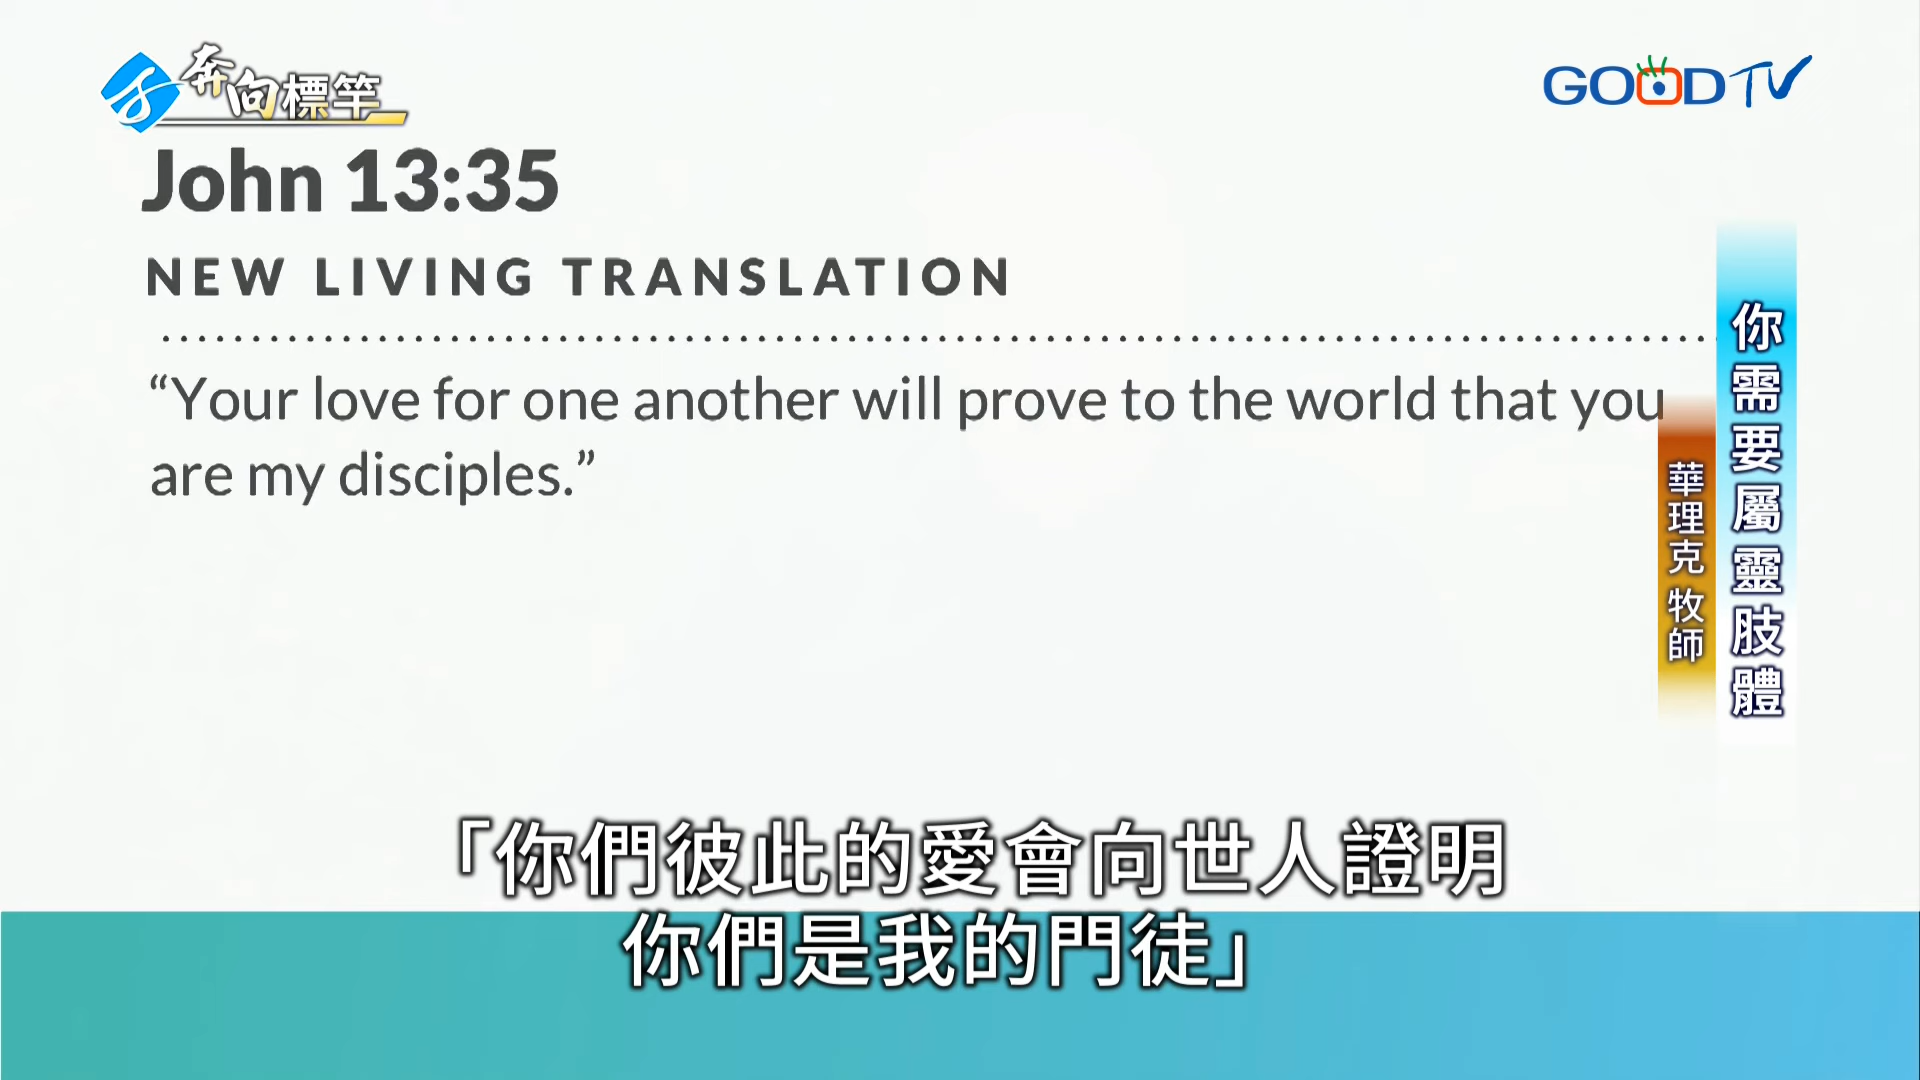 奔向標竿
GOOD TV
John 13:35
NEW LIVING TRANSLATION
“Your love for one another will prove to the world that you
are my disciples.”
你需要屬靈肢體
華理克 牧師
「你們彼此的愛會向世人證明
你們是我的門徒」